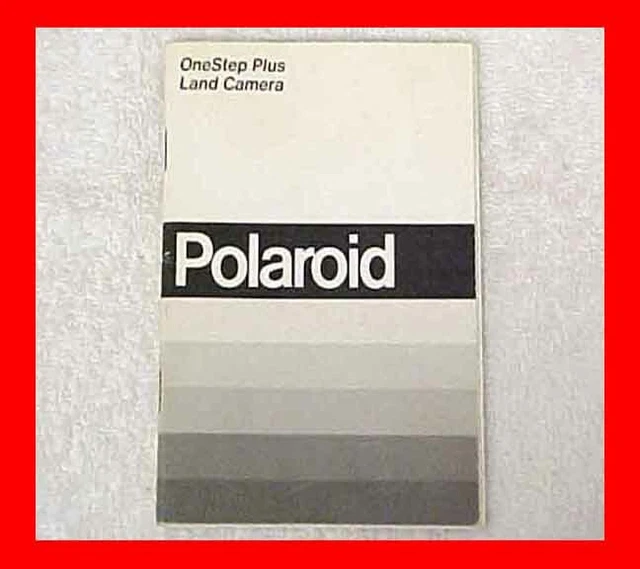 OneStep Plus
Land Camera
Polaroid